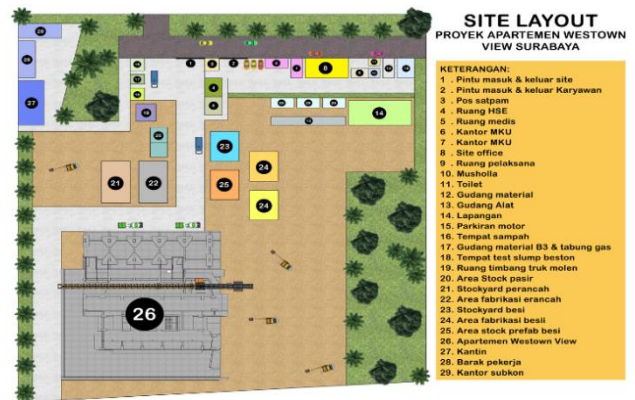 SITE LAYOUT
PROYEK APARTEMEN WESTOWN
VIEW SURABAYA
KETERANGAN:
1 . Pintu masuk & keluar site
2 . Pintu masuk & keluar Karyawan
3 . Pos satpam
4 . Ruang HSE
5 . Ruang medis
6 . Kantor MKU
7 . Kantor MKU
8 . Site office
9 . Ruang pelaksana
10. Musholla
11. Toilet
12. Gudang material
13. Gudang Alat
14. Lapangan
15. Parkiran motor
16. Tempat sampah
17. Gudang material B3 & tabung gas
18. Tempat test slump beston
19. Ruang timbang truk molen
20. Area Stock pasir
21. Stockyard perancah
22. Area fabrikasi erancah
23. Stockyard besi
24. Area fabrikasi besii
25. Area stock prefab besi
26. Apartemen Westown View
27. Kantin
28. Barak pekerja
29. Kantor subkon
27
8
14
23
24
21
22
25
24
26